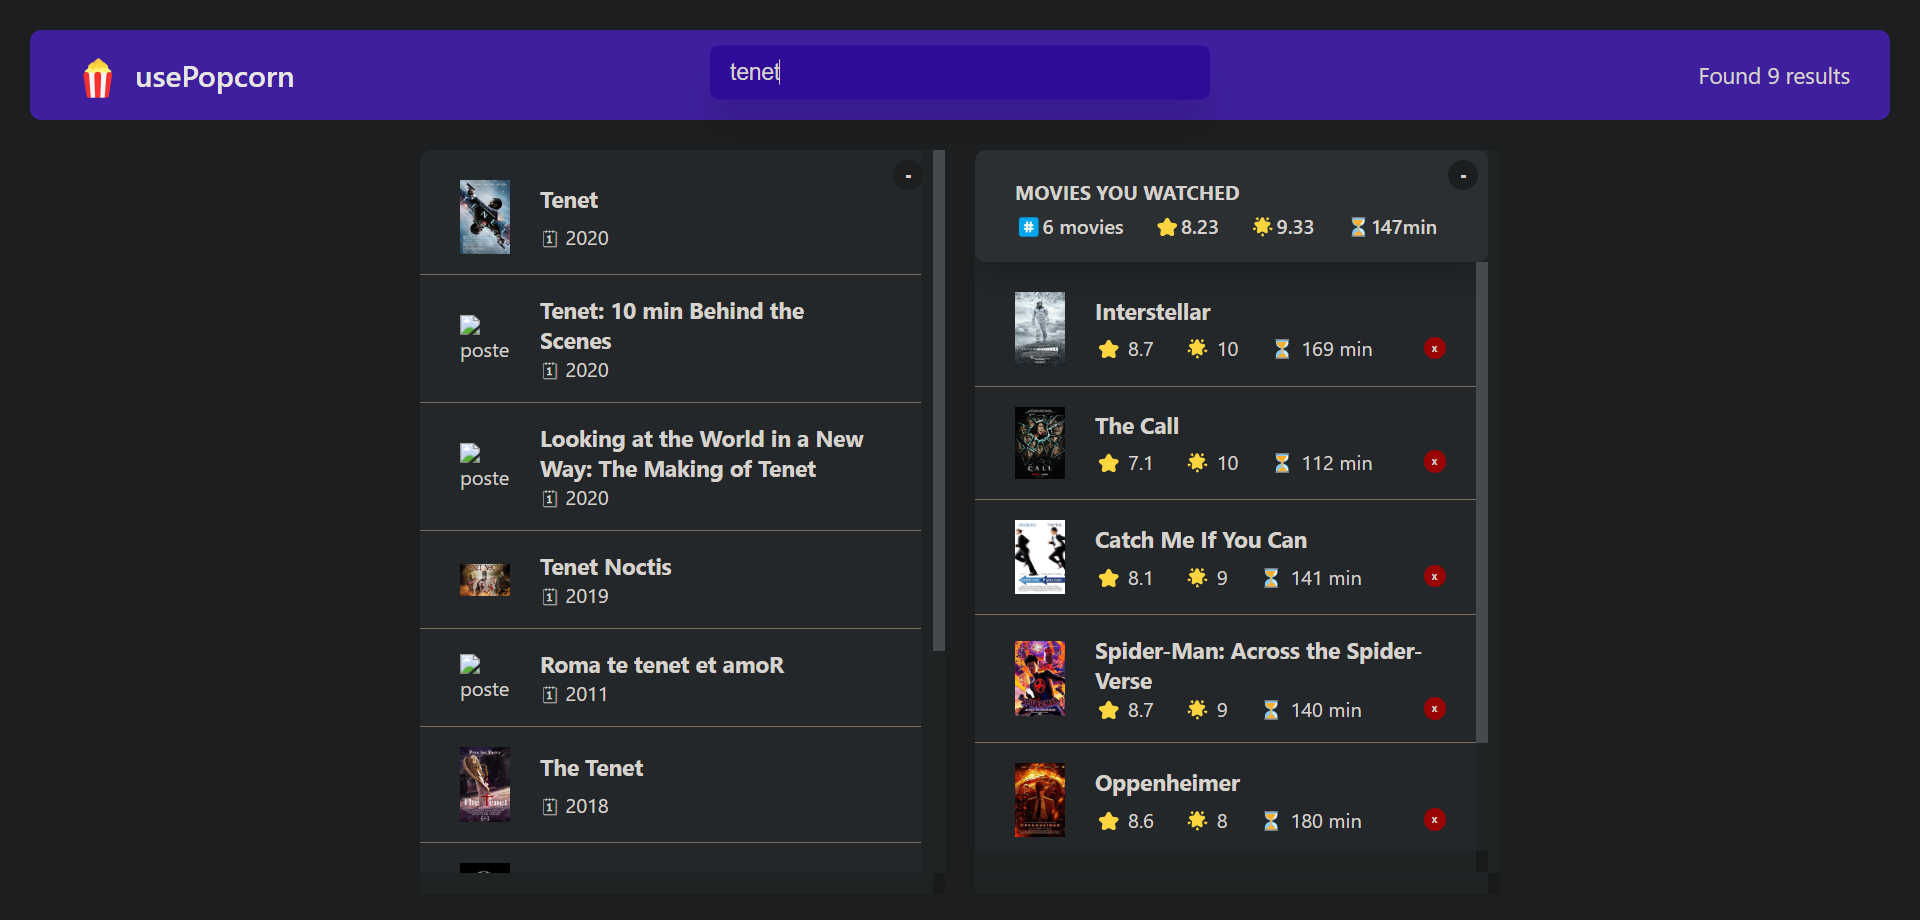 usePopcorn
tenet
Found 9 results
-
Tenet
2020
poste
Tenet: 10 min Behind the
Scenes
2020
poste
Looking at the World in a New
Way: The Making of Tenet
2020
Tenet Noctis
2019
poste
Roma te tenet et amoR
2011
The Tenet
The Tenet
2018
-
MOVIES YOU WATCHED
# 6 movies 8.23 9.33 147min
Interstellar
8.7 10 169 min x
CALL
The Call
7.1 10 112 min x
Catch Me If You Can
8.1 9 141 min x
Spider-Man: Across the Spider-
Verse
8.7 9 140 min x
Oppenheimer
8.6 8 180 min x